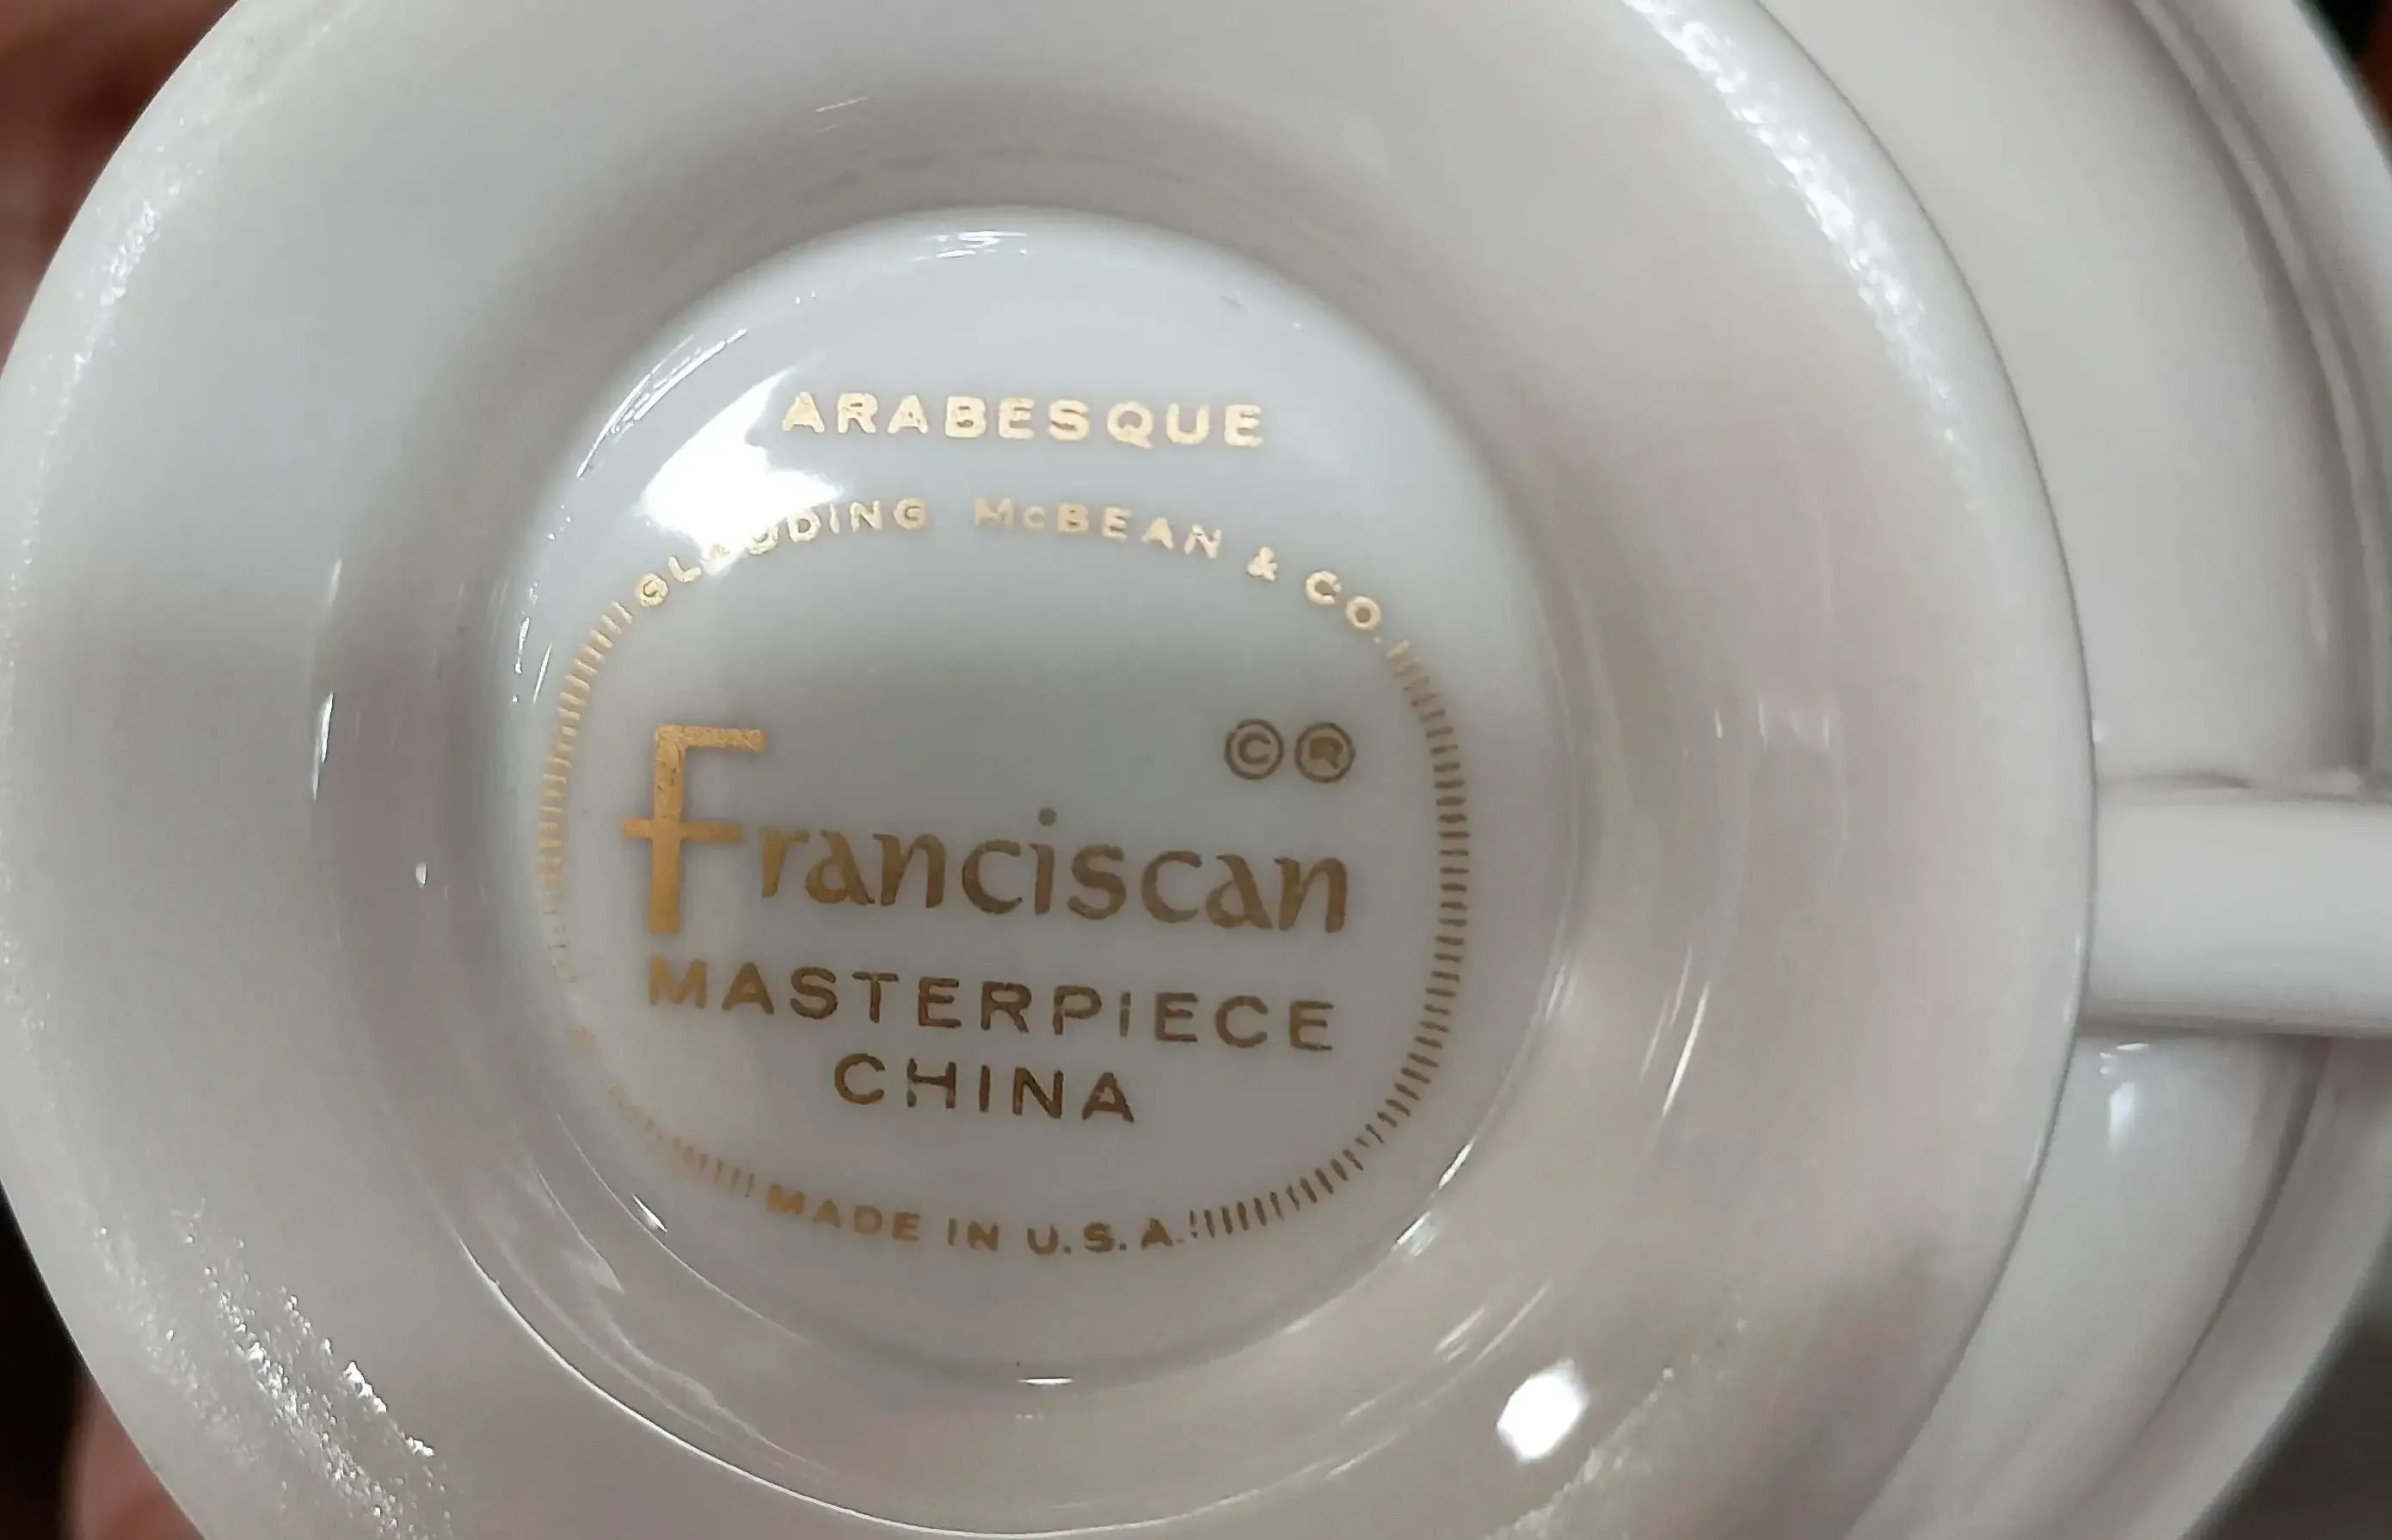 ARABESQUE
GLADDING McBEAN & CO.
©®
Franciscan
MASTERPIECE
CHINA
MADE IN U.S.A.